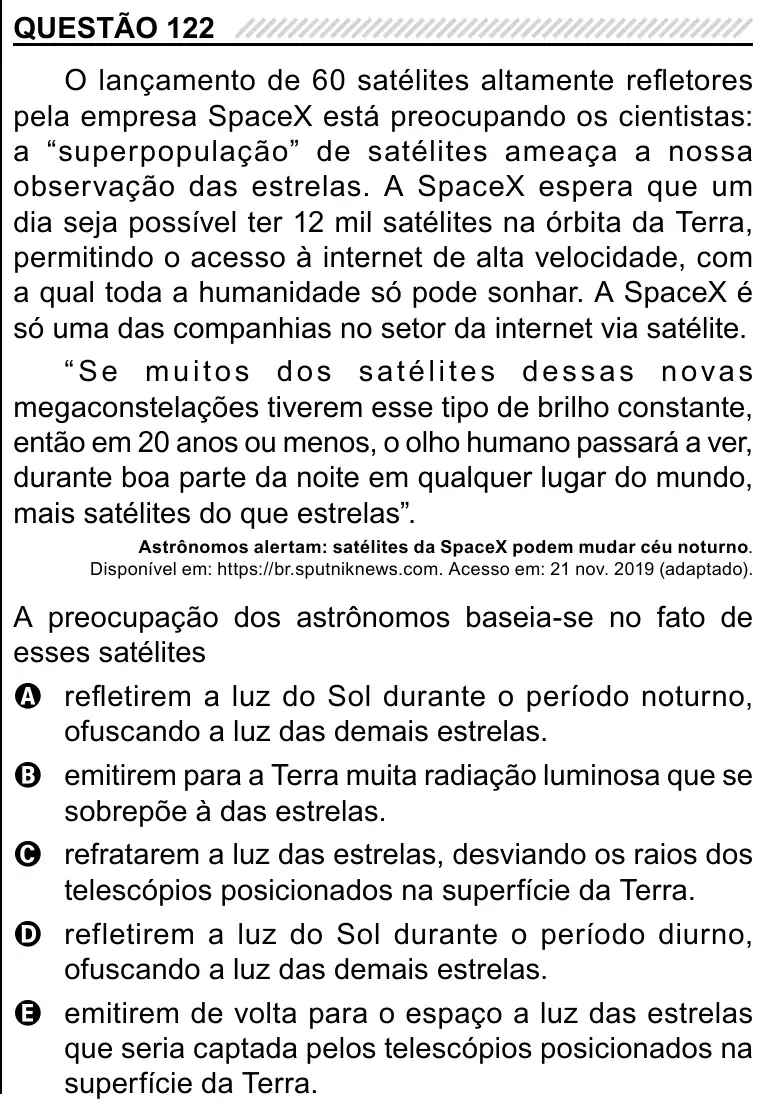 QUESTÃO 122
O lançamento de 60 satélites altamente refletores
pela empresa SpaceX está preocupando os cientistas:
a “superpopulação” de satélites ameaça a nossa
observação das estrelas. A SpaceX espera que um
dia seja possível ter 12 mil satélites na órbita da Terra,
permitindo o acesso à internet de alta velocidade, com
a qual toda a humanidade só pode sonhar. A SpaceX é
só uma das companhias no setor da internet via satélite.
“Se muitos dos satélites dessas novas
megaconstelações tiverem esse tipo de brilho constante,
então em 20 anos ou menos, o olho humano passará a ver,
durante boa parte da noite em qualquer lugar do mundo,
mais satélites do que estrelas”.
Astrônomos alertam: satélites da SpaceX podem mudar céu noturno.
Disponível em: https://br.sputniknews.com. Acesso em: 21 nov. 2019 (adaptado).
A preocupação dos astrônomos baseia-se no fato de
esses satélites
A refletirem a luz do Sol durante o período noturno,
ofuscando a luz das demais estrelas.
B emitirem para a Terra muita radiação luminosa que se
sobrepõe à das estrelas.
C refratarem a luz das estrelas, desviando os raios dos
telescópios posicionados na superfície da Terra.
D refletirem a luz do Sol durante o período diurno,
ofuscando a luz das demais estrelas.
E emitirem de volta para o espaço a luz das estrelas
que seria captada pelos telescópios posicionados na
superfície da Terra.